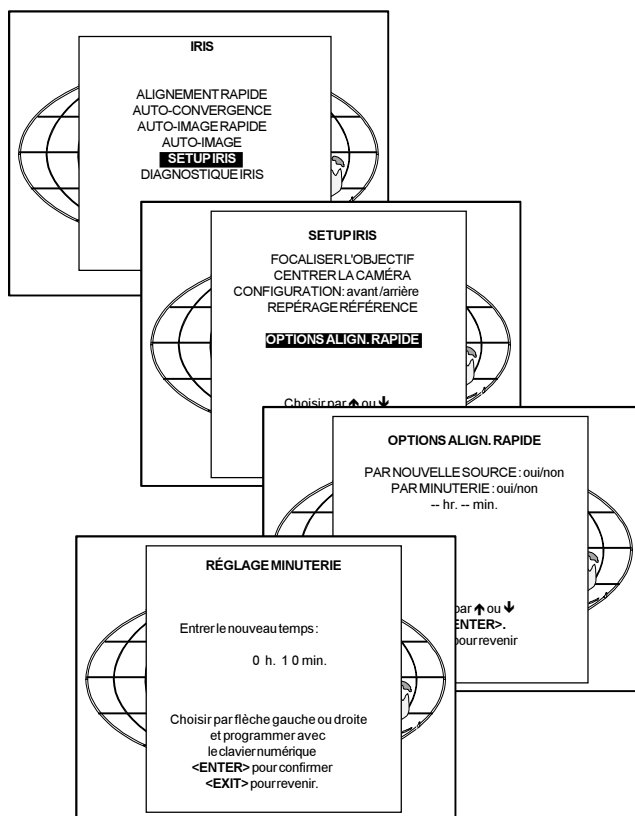 IRIS
ALIGNEMENT RAPIDE
AUTO-CONVERGENCE
AUTO-IMAGE RAPIDE
AUTO-IMAGE
SETUP IRIS
DIAGNOSTIQUE IRIS
SETUP IRIS
FOCALISER L'OBJECTIF
CENTRER LA CAMÉRA
CONFIGURATION: avant/arrière
REPÉRAGE RÉFÉRENCE
OPTIONS ALIGN. RAPIDE
Choisir par ↑ ou ↓
OPTIONS ALIGN. RAPIDE
PAR NOUVELLE SOURCE : oui/non
PAR MINUTERIE : oui/non
-- hr. -- min.
par ↑ ou ↓
ENTER>.
pour revenir
RÉGLAGE MINUTERIE
Entrer le nouveau temps :
0 h. 1 0 min.
Choisir par flèche gauche ou droite
et programmer avec
le clavier numérique
<ENTER> pour confirmer
<EXIT> pour revenir.